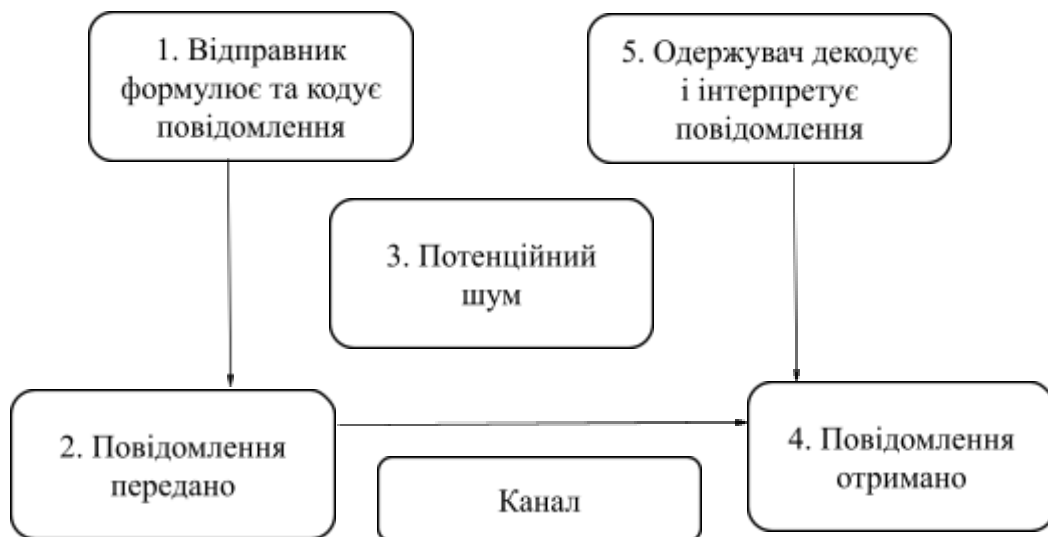 1. Відправник
формулює та кодує
повідомлення
5. Одержувач декодує
і інтерпретує
повідомлення
3. Потенційний
шум
2. Повідомлення
передано
4. Повідомлення
отримано
Канал